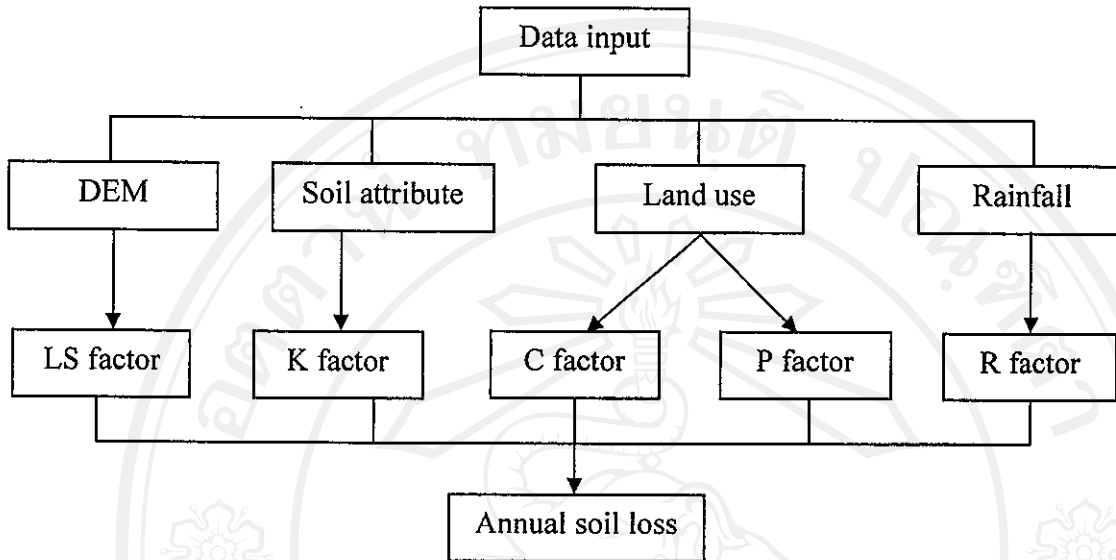 Data input
DEM
Soil attribute
Land use
Rainfall
LS factor
K factor
C factor
P factor
R factor
Annual soil loss